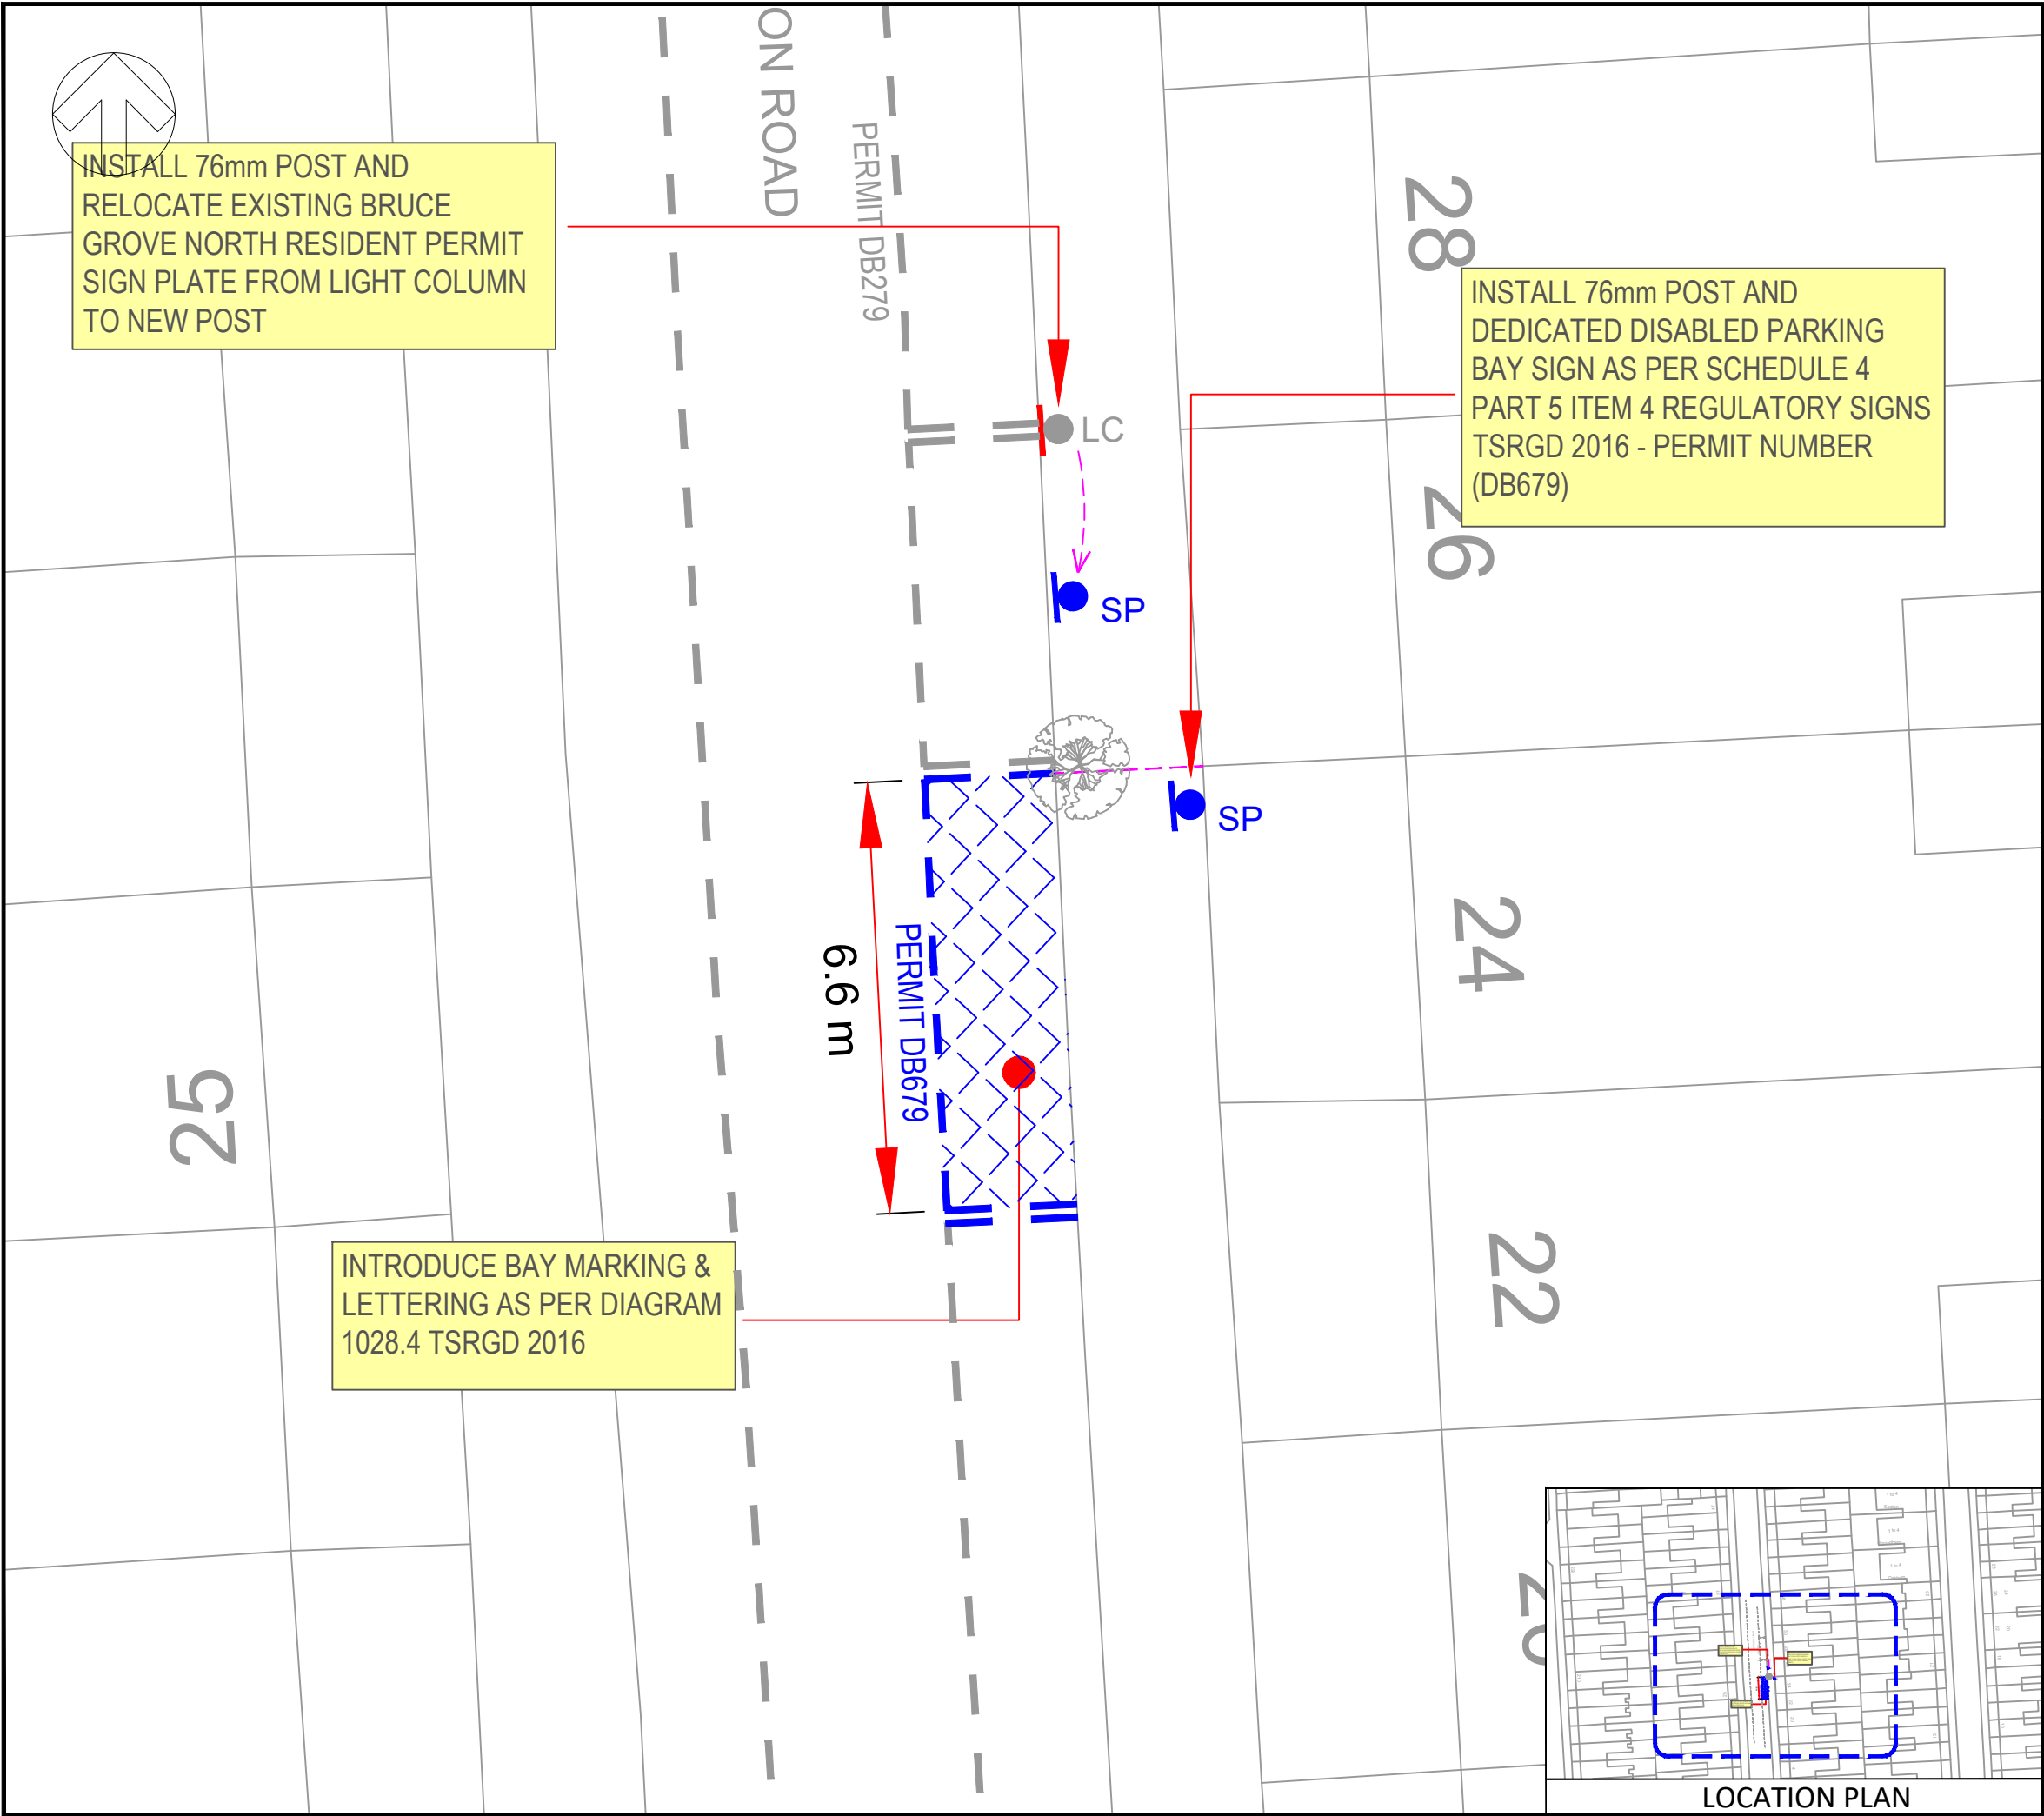 ON ROAD
PERMIT DB279
INSTALL 76mm POST AND
RELOCATE EXISTING BRUCE
GROVE NORTH RESIDENT PERMIT
SIGN PLATE FROM LIGHT COLUMN
TO NEW POST
28
INSTALL 76mm POST AND
DEDICATED DISABLED PARKING
BAY SIGN AS PER SCHEDULE 4
PART 5 ITEM 4 REGULATORY SIGNS
TSRGD 2016 - PERMIT NUMBER
(DB679)
LC
26
SP
SP
24
6.6 m
PERMIT DB679
25
22
INTRODUCE BAY MARKING &
LETTERING AS PER DIAGRAM
1028.4 TSRGD 2016
20
LOCATION PLAN